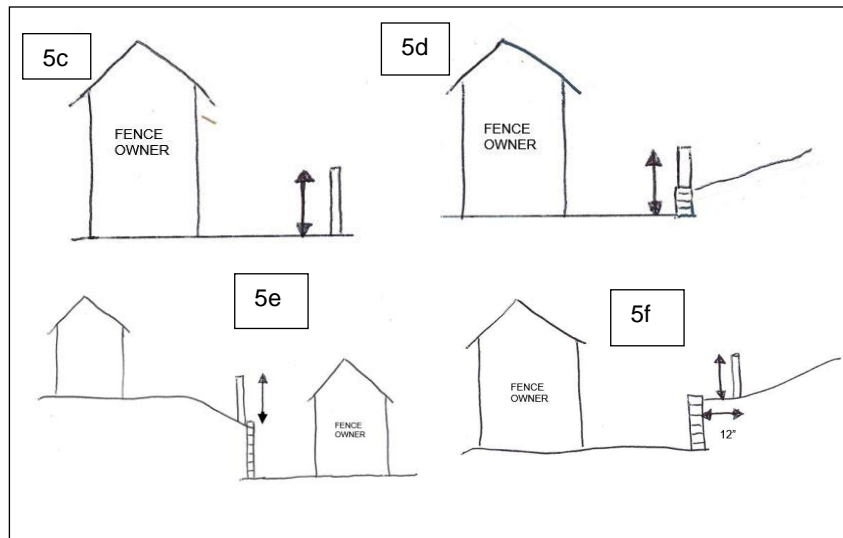 5c
5d
FENCE
OWNER
FENCE
OWNER
5e
5f
FENCE
OWNER
FENCE
OWNER
12"